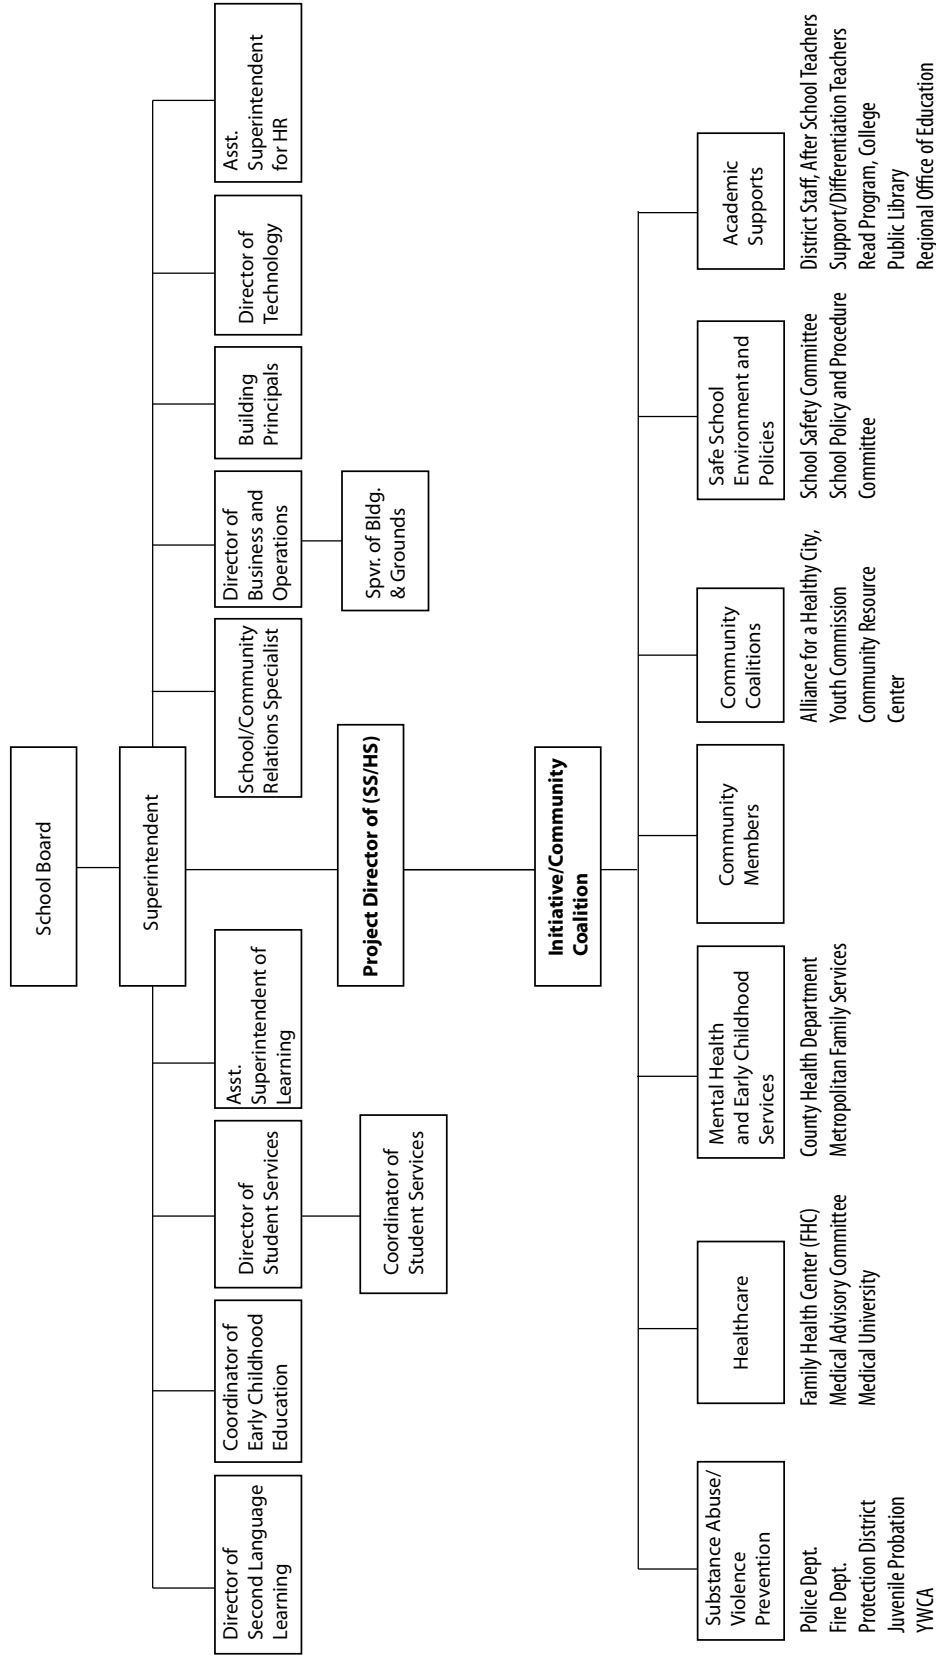 School Board
Superintendent
Director of
Second Language
Learning
Coordinator of
Early Childhood
Education
Director of
Student Services
Asst.
Superintendent of
Learning
School/Community
Relations Specialist
Director of
Business and
Operations
Building
Principals
Director of
Technology
Asst.
Superintendent
for HR
Coordinator of
Student Services
Project Director of (SS/HS)
Spvr. of Bldg.
& Grounds
Initiative/Community
Coalition
Substance Abuse/
Violence
Prevention
Police Dept.
Fire Dept.
Protection District
Juvenile Probation
YWCA
Healthcare
Family Health Center (FHC)
Medical Advisory Committee
Medical University
Mental Health
and Early Childhood
Services
County Health Department
Metropolitan Family Services
Community
Members
Community
Coalitions
Alliance for a Healthy City,
Youth Commission
Community Resource
Center
Safe School
Environment and
Policies
School Safety Committee
School Policy and Procedure
Committee
Academic
Supports
District Staff, After School Teachers
Support/Differentiation Teachers
Read Program, College
Public Library
Regional Office of Education